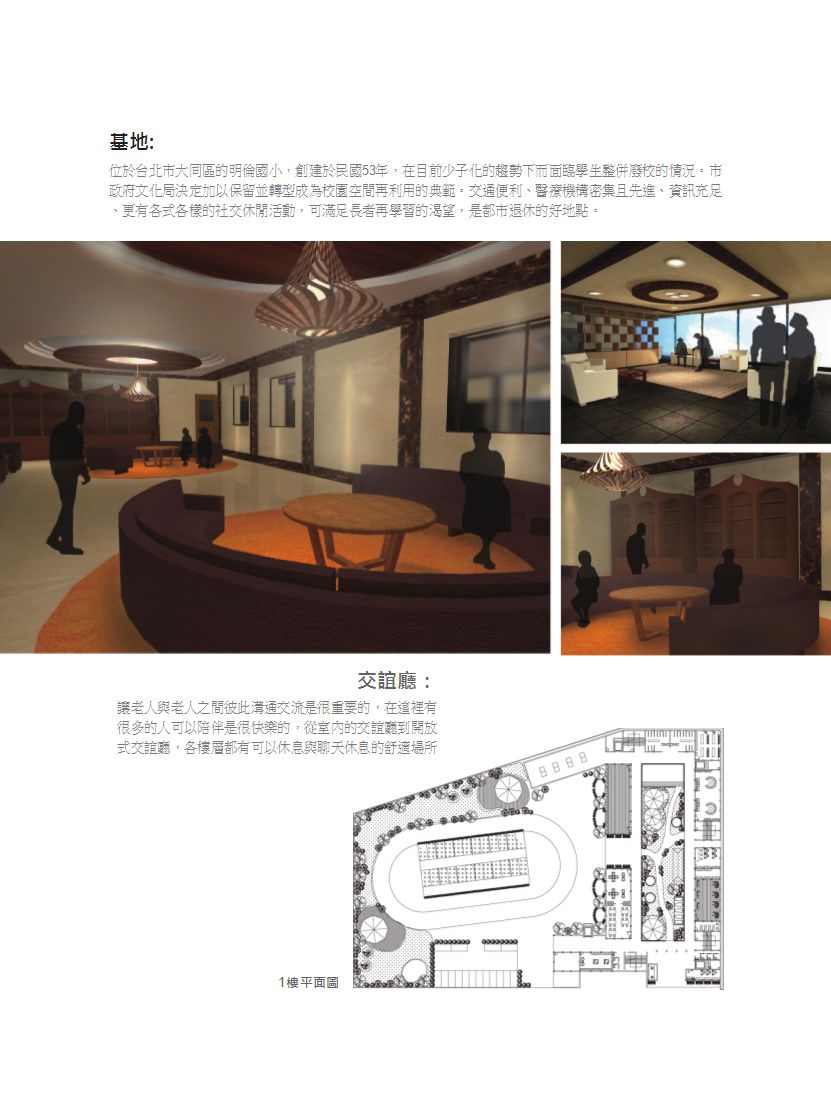 基地:
位於台北市大同區的明倫國小，創建於民國53年，在目前少子化的趨勢下而面臨學生整併廢校的情況。市
政府文化局決定加以保留並轉型成為校園空間再利用的典範。交通便利、醫療機構密集且先進、資訊充足
、更有各式各樣的社交休閒活動，可滿足長者再學習的渴望，是都市退休的好地點。
交誼廳：
讓老人與老人之間彼此溝通交流是很重要的，在這裡有
很多的人可以陪伴是很快樂的，從室內的交誼廳到開放
式交誼廳，各樓層都有可以休息與聊天休息的舒適場所
1樓平面圖